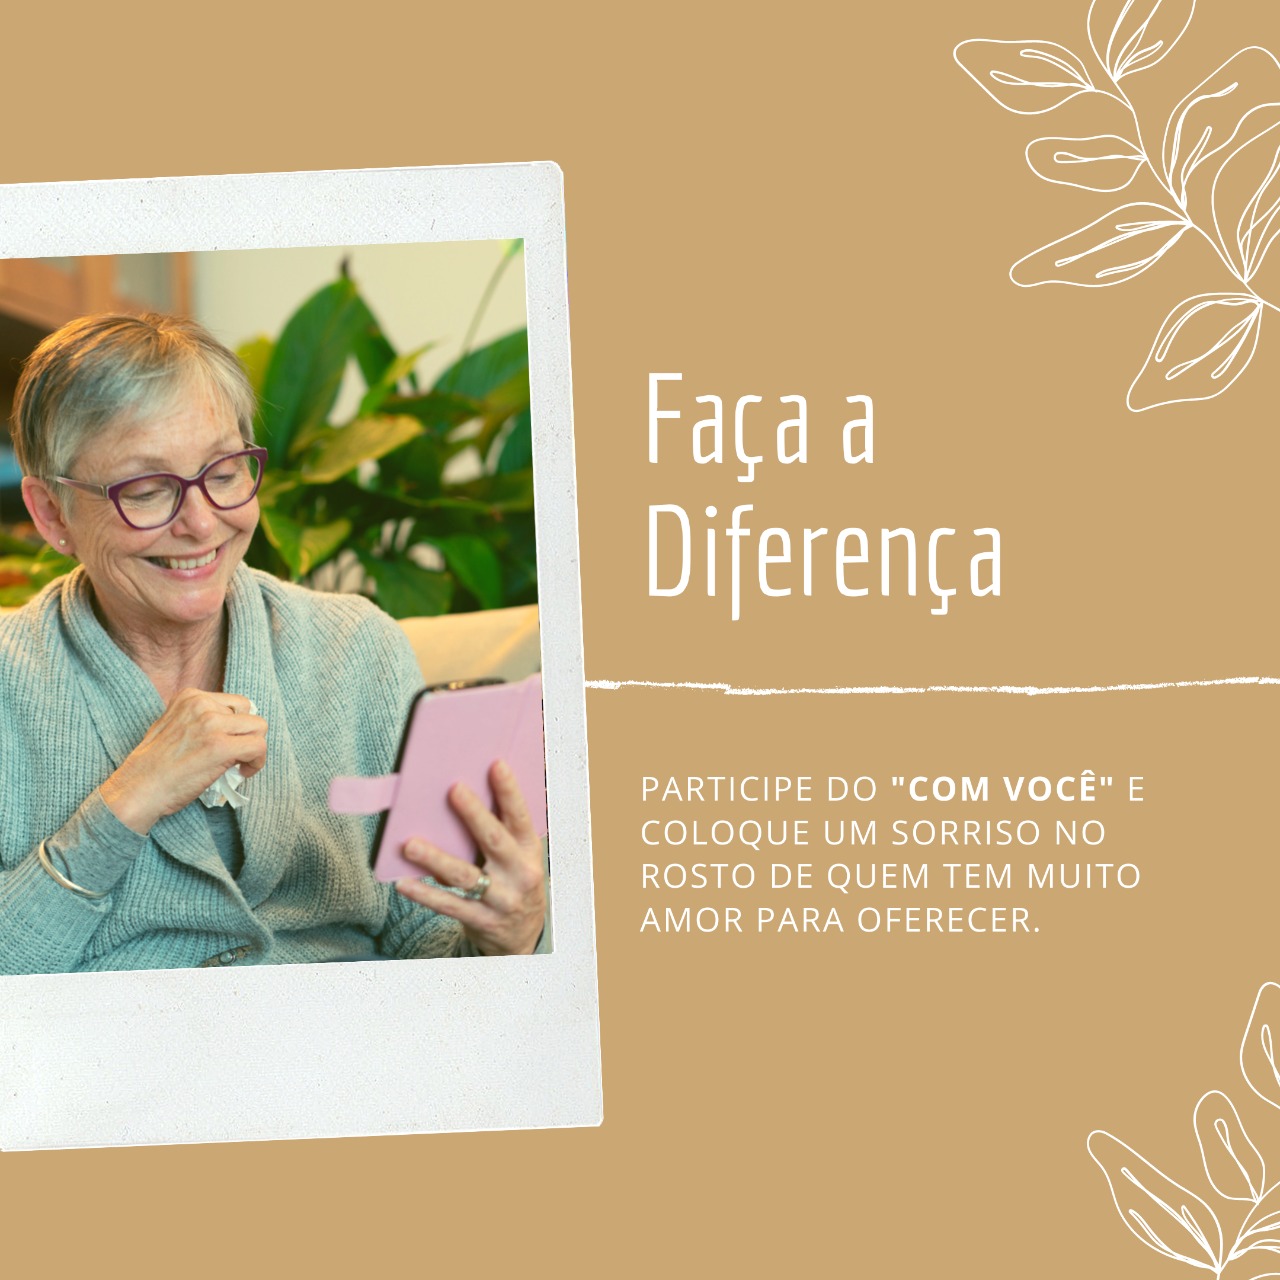 Faça a
Diferença
PARTICIPE DO "COM VOCÊ" E
COLOQUE UM SORRISO NO
ROSTO DE QUEM TEM MUITO
AMOR PARA OFERECER.